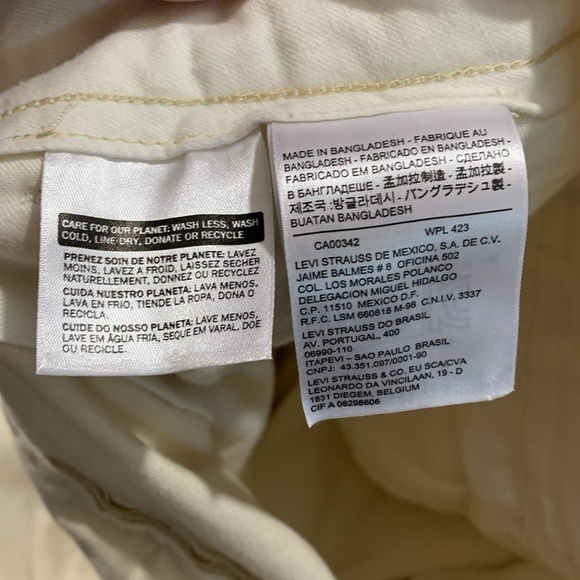 CARE FOR OUR PLANET: WASH LESS, WASH
COLD, LINE-DRY, DONATE OR RECYCLE
PRENEZ SOIN DE NOTRE PLANETE: LAVEZ
MOINS, LAVEZ A FROID, LAISSEZ SECHER
NATURELLEMENT, DONNEZ OU RECYCLEZ
CUIDA NUESTRO PLANETA: LAVA MENOS,
LAVA EN FRIO, TIENDE LA ROPA, DONA O
RECICLA.
CUIDE DO NOSSO PLANETA: LAVE MENOS,
LAVE EM ÁGUA FRIA, SEQUE EM VARAL, DOE
OU RECICLE.
MADE IN BANGLADESH - FABRIQUE AU
BANGLADESH - FABRICADO EN BANGLADESH -
FABRICADO EM BANGLADESH - СДЕЛАНО
В БАНГЛАДЕШЕ - 孟加拉制造 - 孟加拉製 -
제조국: 방글라데시 - バングラデシュ製 -
BUATAN BANGLADESH
CA00342 WPL 423
LEVI STRAUSS DE MEXICO, S.A. DE C.V.
JAIME BALMES # 8 OFICINA 502
COL. LOS MORALES POLANCO
DELEGACION MIGUEL HIDALGO
C.P. 11510 MEXICO D.F.
R.F.C. LSM 660818 M-98 C.N.I.V. 3337
LEVI STRAUSS DO BRASIL
AV. PORTUGAL, 400
06990-110
ITAPEVI – SAO PAULO BRASIL
CNPJ: 43.351.097/0001-90
LEVI STRAUSS & CO. EU SCA/CVA
LEONARDO DA VINCILAAN, 19 - D
1831 DIEGEM, BELGIUM
CIF A 08298606